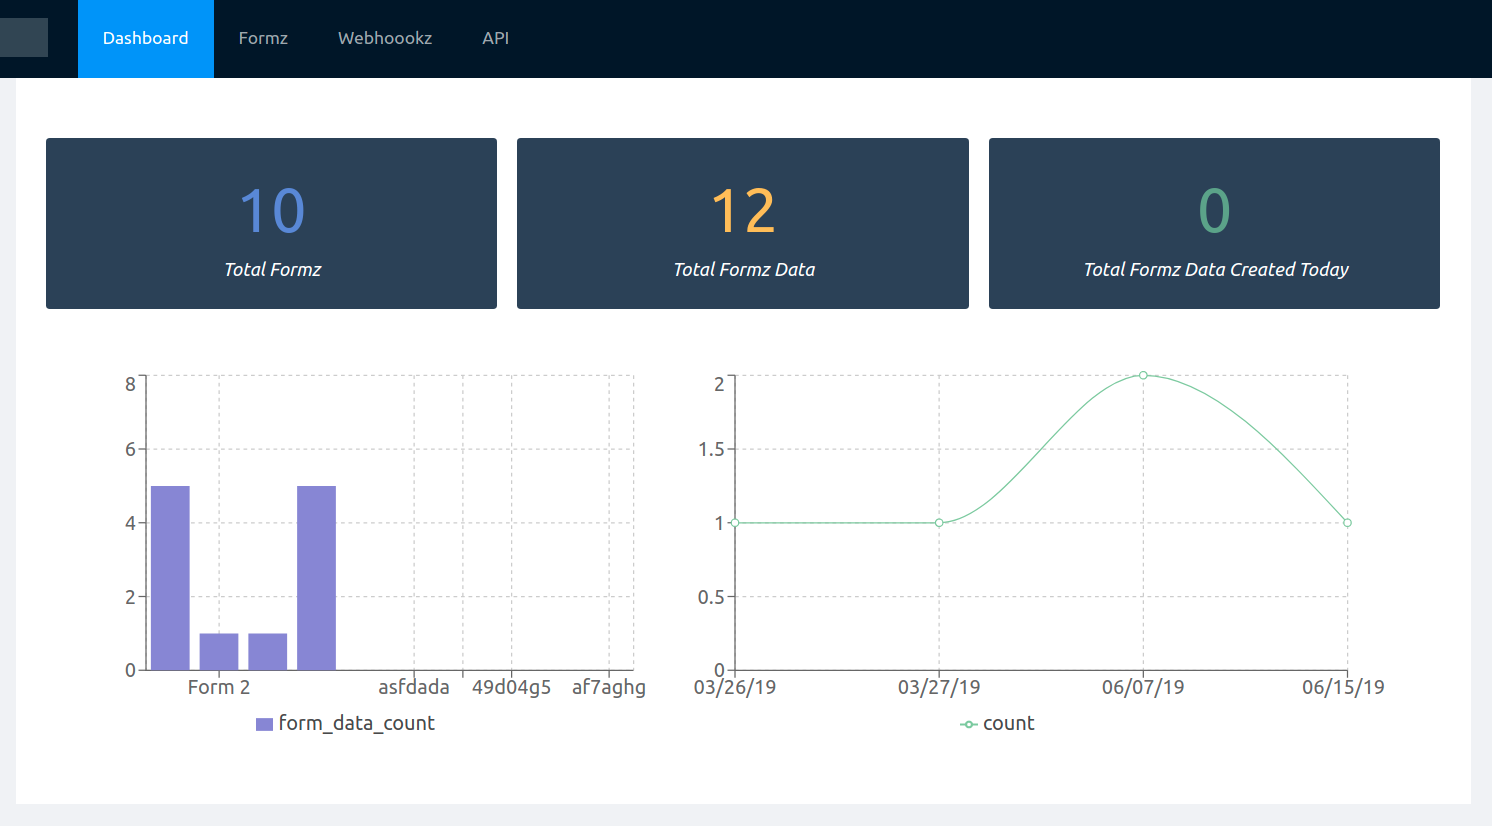 Dashboard Formz Webhoookz API
10
Total Formz
12
Total Formz Data
0
Total Formz Data Created Today
8
6
4
2
0
Form 2 asfdada 49d04g5 af7aghg
form_data_count
2
1.5
1
0.5
0
03/26/19 03/27/19 06/07/19 06/15/19
count